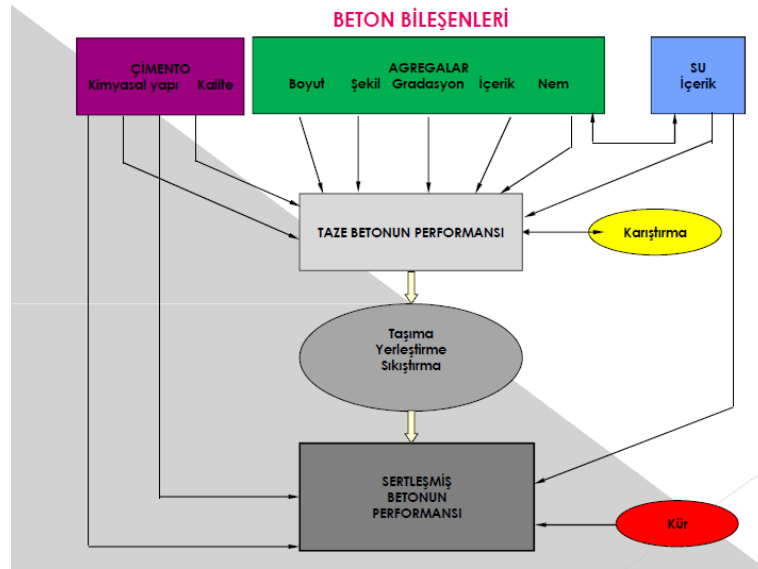 BETON BİLEŞENLERİ
ÇİMENTO
Kimyasal yapı Kalite
AGREGALAR
Boyut Şekil Gradasyon İçerik Nem
SU
İçerik
TAZE BETONUN PERFORMANSI
Karıştırma
Taşıma
Yerleştirme
Sıkıştırma
SERTLEŞMİŞ
BETONUN
PERFORMANSI
Kür